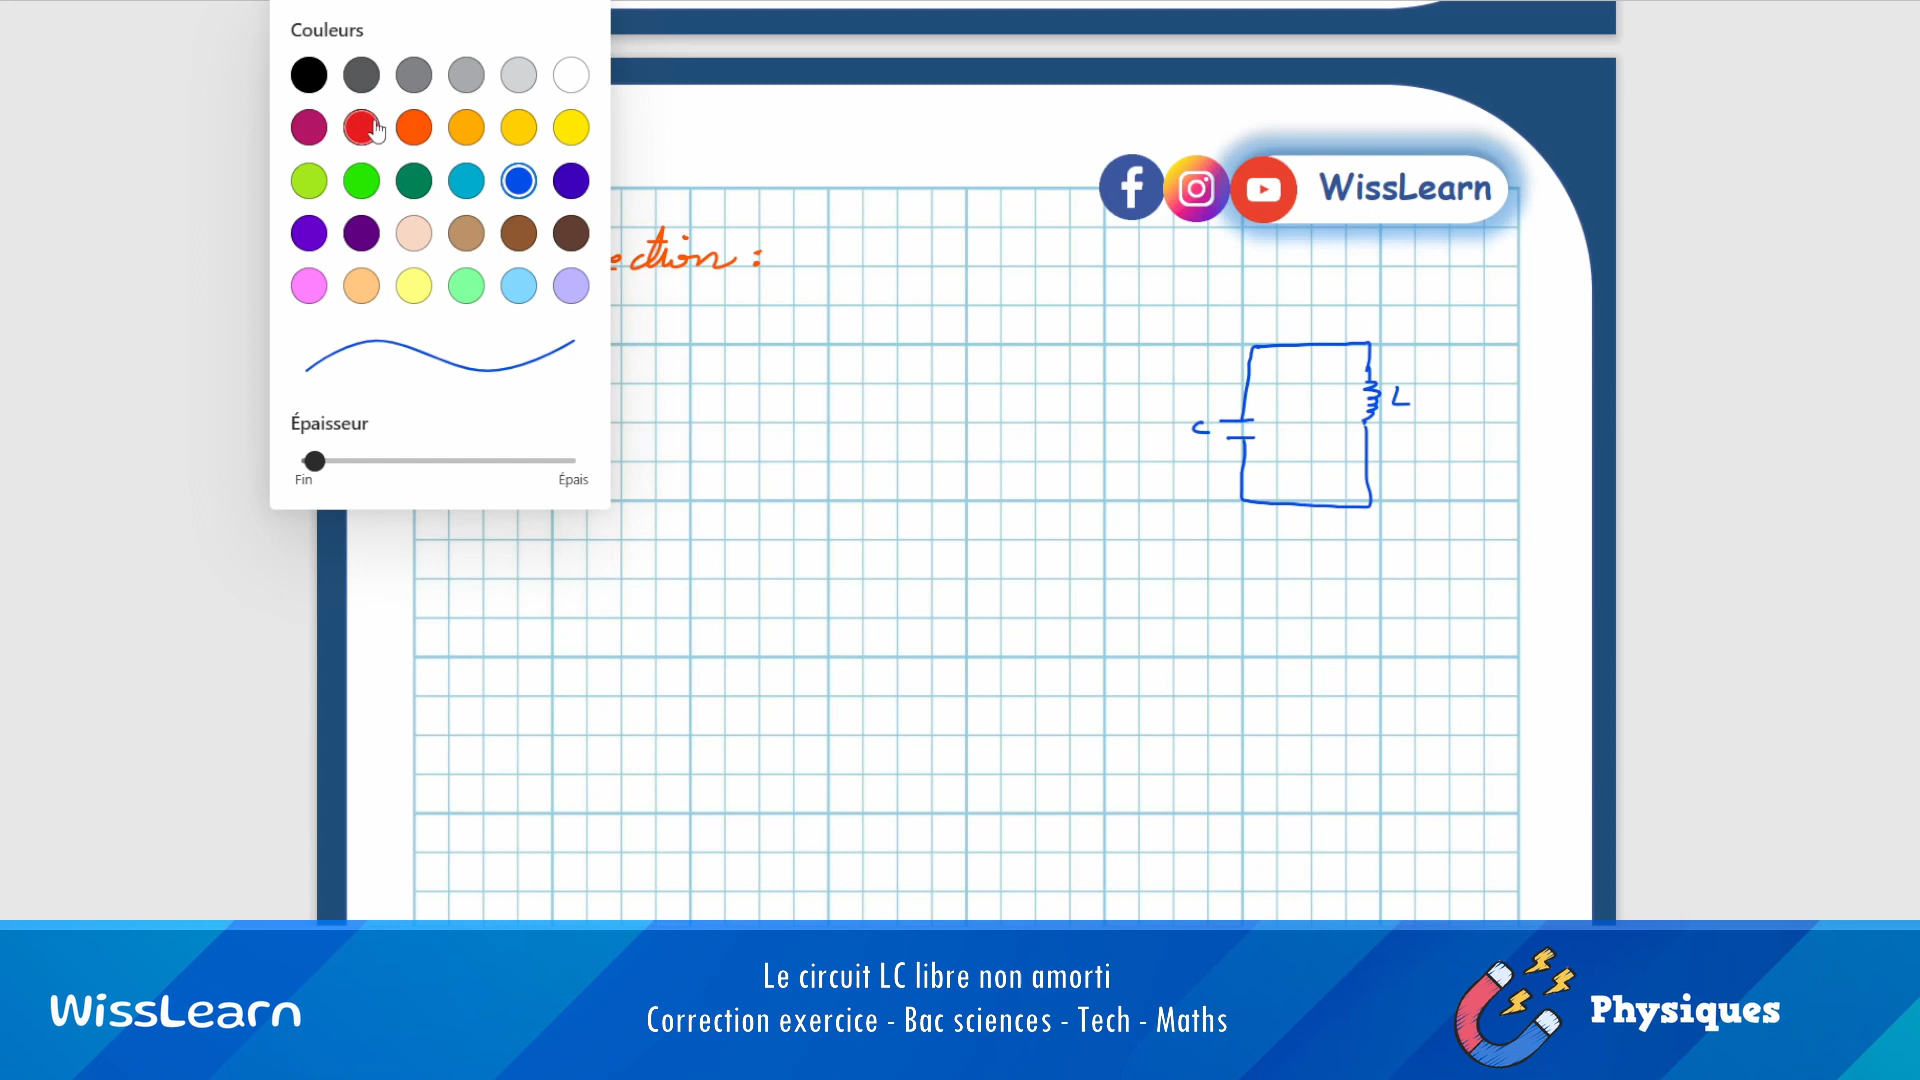 Couleurs
WissLearn
ection :
L
C
Épaisseur
Fin
Épais
Le circuit LC libre non amorti
Correction exercice - Bac sciences - Tech - Maths
WissLearn
Physiques